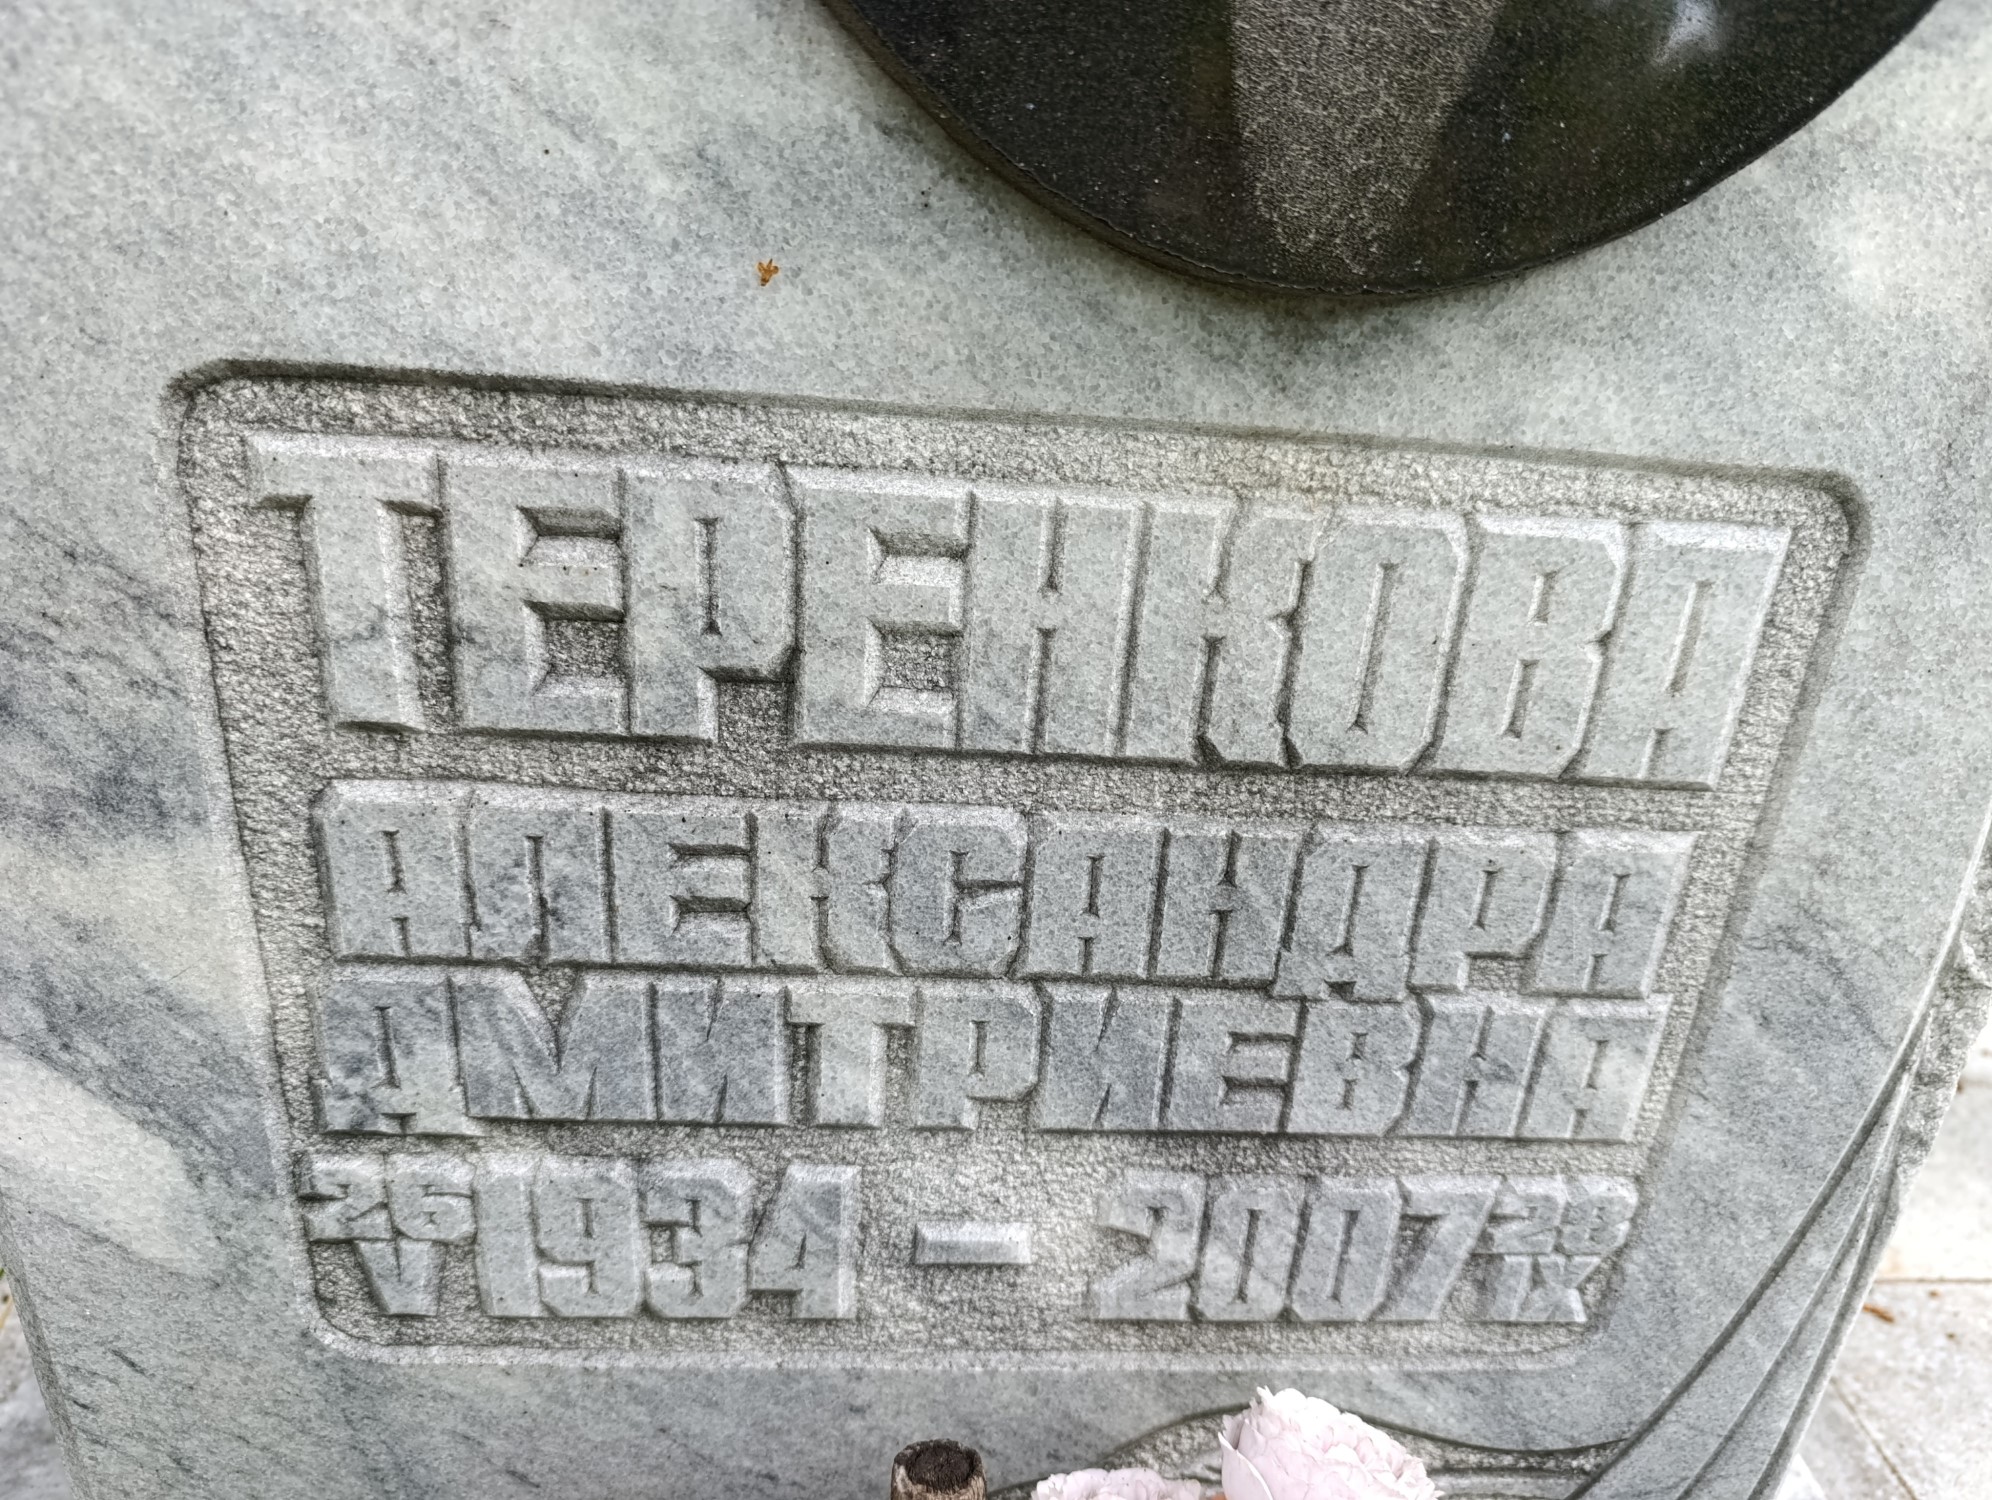 ТЕРЕНКОВА
АЛЕКСАНДРА
ДМИТРИЕВНА
26 V 1934 – 2007 28 IX